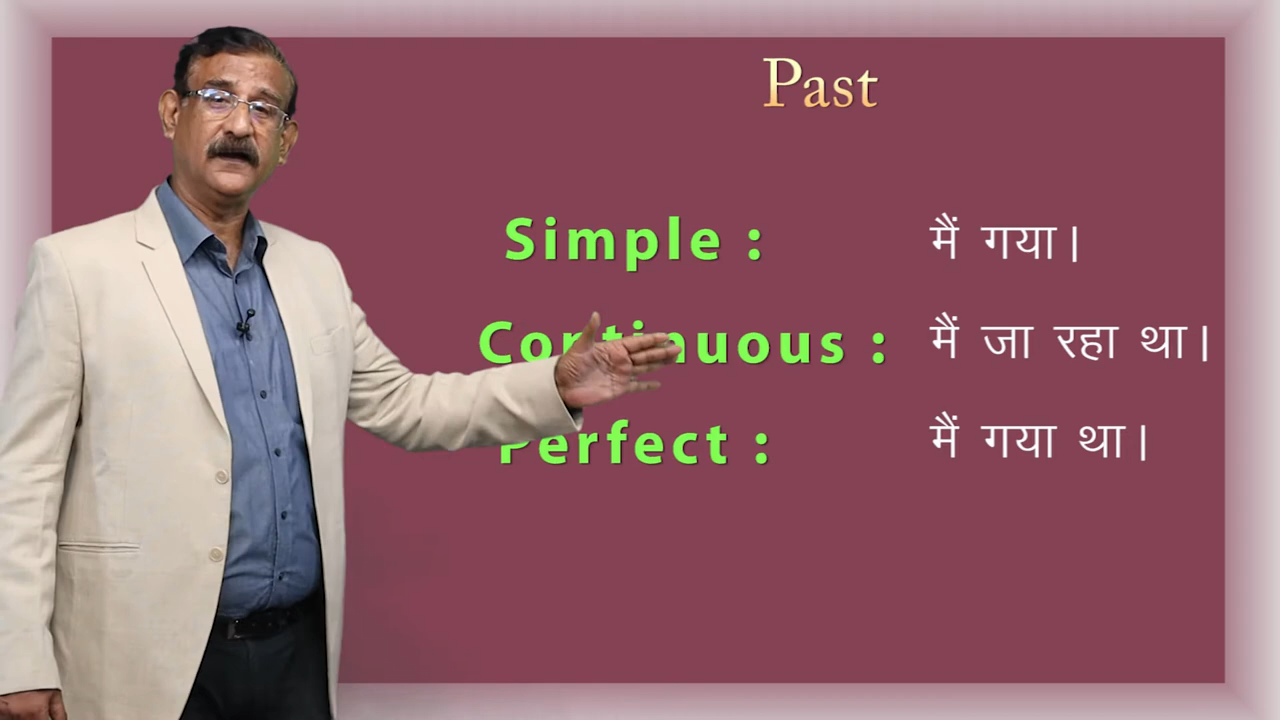 Past
Simple : मैं गया।
Continuous : मैं जा रहा था।
Perfect : मैं गया था।